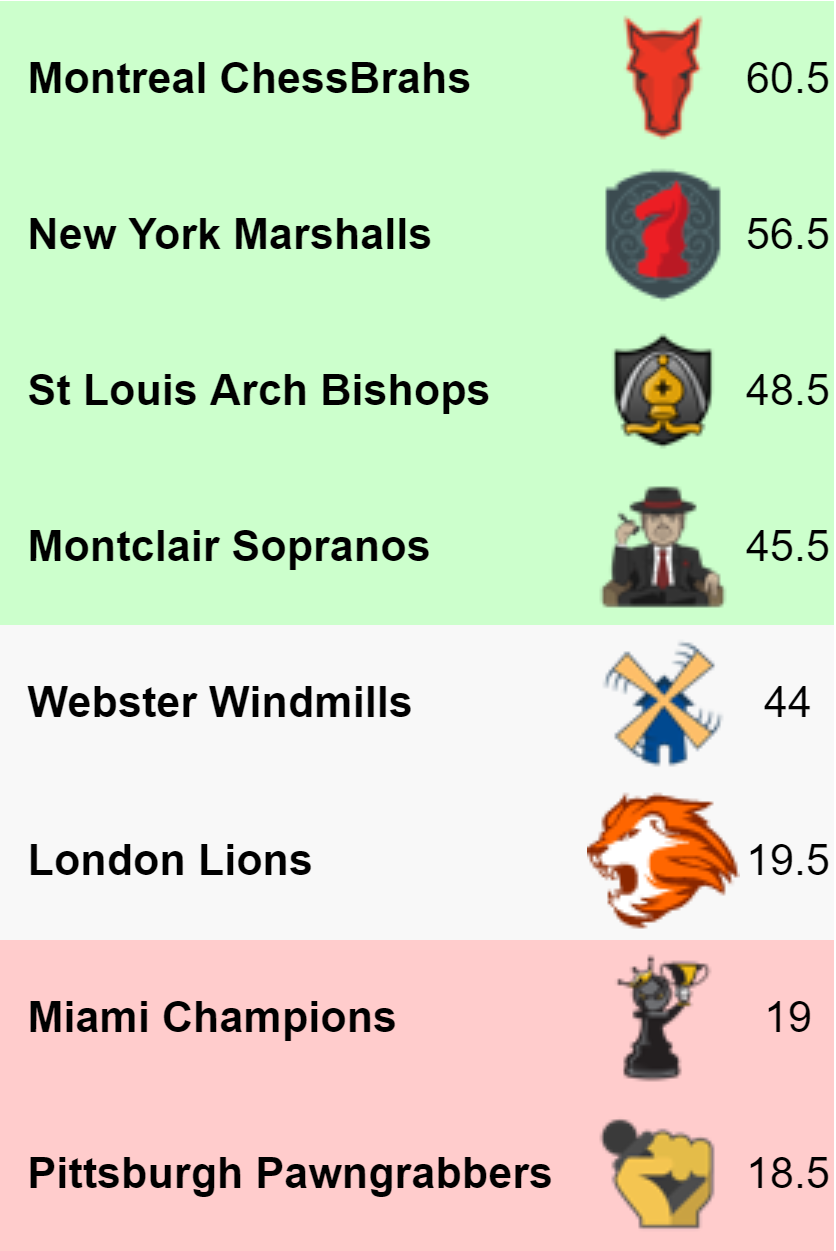 Montreal ChessBrahs 60.5
New York Marshalls 56.5
St Louis Arch Bishops 48.5
Montclair Sopranos 45.5
Webster Windmills 44
London Lions 19.5
Miami Champions 19
Pittsburgh Pawngrabbers 18.5